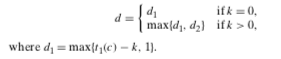 d = { d₁ if k = 0,
max{d₁, d₂} if k > 0,
where d₁ = max{t₁(c) − k, 1}.